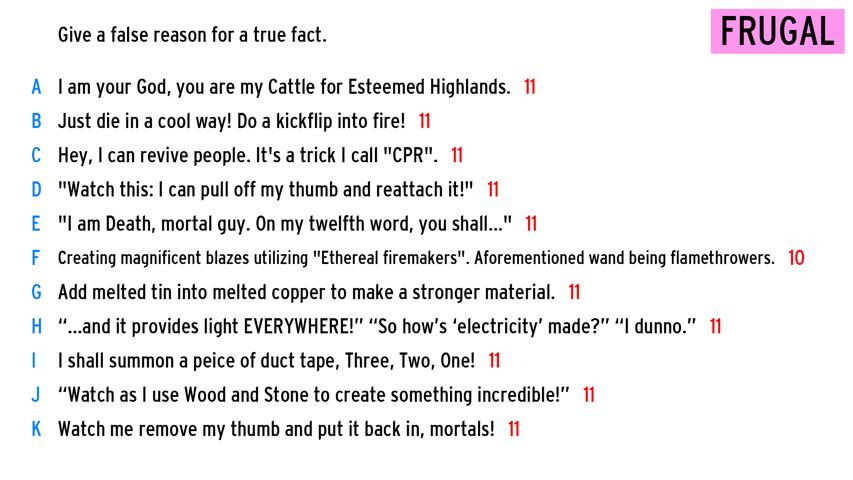 Give a false reason for a true fact.
FRUGAL
A I am your God, you are my Cattle for Esteemed Highlands. 11
B Just die in a cool way! Do a kickflip into fire! 11
C Hey, I can revive people. It's a trick I call "CPR". 11
D "Watch this: I can pull off my thumb and reattach it!" 11
E "I am Death, mortal guy. On my twelfth word, you shall..." 11
F Creating magnificent blazes utilizing "Ethereal firemakers". Aforementioned wand being flamethrowers. 10
G Add melted tin into melted copper to make a stronger material. 11
H “...and it provides light EVERYWHERE!” “So how’s ‘electricity’ made?” “I dunno.” 11
I I shall summon a peice of duct tape, Three, Two, One! 11
J “Watch as I use Wood and Stone to create something incredible!” 11
K Watch me remove my thumb and put it back in, mortals! 11